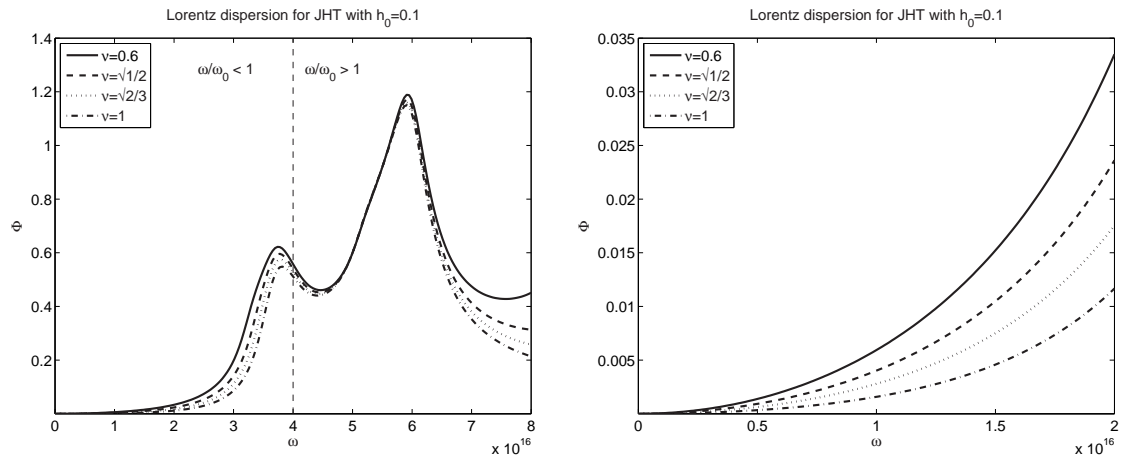 Lorentz dispersion for JHT with h₀=0.1
1.4
1.2
1
0.8
0.6
0.4
0.2
Φ
ν=0.6
ν=√1/2
ν=√2/3
ν=1
ω/ω₀ < 1
ω/ω₀ > 1
0 1 2 3 4 5 6 7 8
ω
x 10¹⁶
Lorentz dispersion for JHT with h₀=0.1
0.035
0.03
0.025
0.02
0.015
0.01
0.005
0
Φ
ν=0.6
ν=√1/2
ν=√2/3
ν=1
0 0.5 1 1.5 2
ω
x 10¹⁶